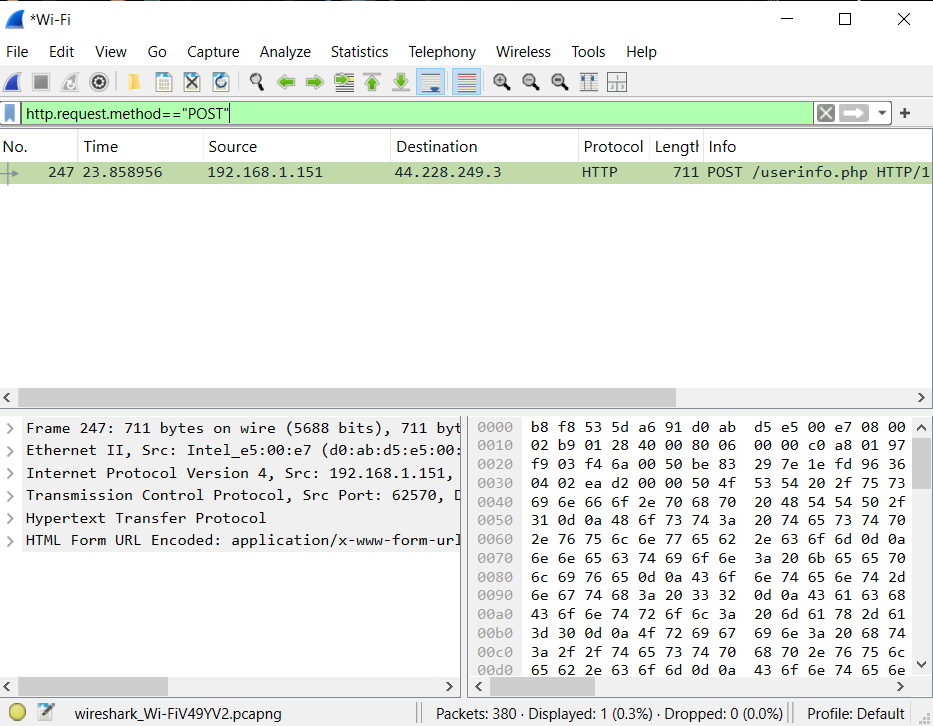 *Wi-Fi
File Edit View Go Capture Analyze Statistics Telephony Wireless Tools Help
http.request.method=="POST"
No. Time Source Destination Protocol Length Info
247 23.858956 192.168.1.151 44.228.249.3 HTTP 711 POST /userinfo.php HTTP/1
Frame 247: 711 bytes on wire (5688 bits), 711 byt
Ethernet II, Src: Intel_e5:00:e7 (d0:ab:d5:e5:00:
Internet Protocol Version 4, Src: 192.168.1.151,
Transmission Control Protocol, Src Port: 62570, D
Hypertext Transfer Protocol
HTML Form URL Encoded: application/x-www-form-url
0000 b8 f8 53 5d a6 91 d0 ab d5 e5 00 e7 08 00
0010 02 b9 01 28 40 00 80 06 00 00 c0 a8 01 97
0020 f9 03 f4 6a 00 50 be 83 29 7e 1e fd 96 36
0030 04 02 ea d2 00 00 50 4f 53 54 20 2f 75 73
0040 69 6e 66 6f 2e 70 68 70 20 48 54 54 50 2f
0050 31 0d 0a 48 6f 73 74 3a 20 74 65 73 74 70
0060 2e 76 75 6c 6e 77 65 62 2e 63 6f 6d 0d 0a
0070 6e 6e 65 63 74 69 6f 6e 3a 20 6b 65 65 70
0080 6c 69 76 65 0d 0a 43 6f 6e 74 65 6e 74 2d
0090 6e 67 74 68 3a 20 33 32 0d 0a 43 61 63 68
00a0 43 6f 6e 74 72 6f 6c 3a 20 6d 61 78 2d 61
00b0 3d 30 0d 0a 4f 72 69 67 69 6e 3a 20 68 74
00c0 3a 2f 2f 74 65 73 74 70 68 70 2e 76 75 6c
00d0 65 62 2e 63 6f 6d 0d 0a 43 6f 6e 74 65 6e
wireshark_Wi-FiV49YV2.pcapng Packets: 380 · Displayed: 1 (0.3%) · Dropped: 0 (0.0%) Profile: Default